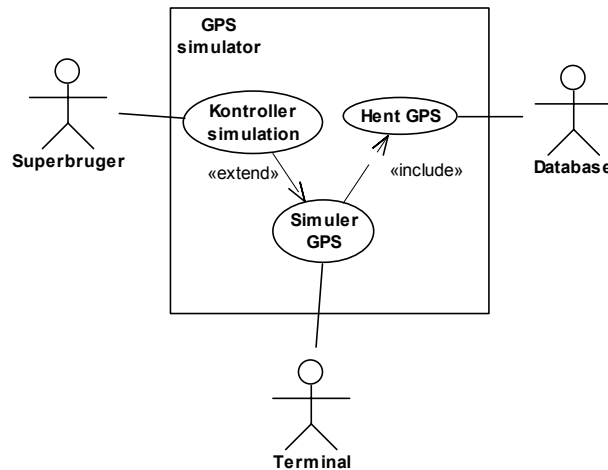 GPS
simulator
Kontroller
simulation
Hent GPS
Superbruger
«extend»
«include»
Database
Simuler
GPS
Terminal